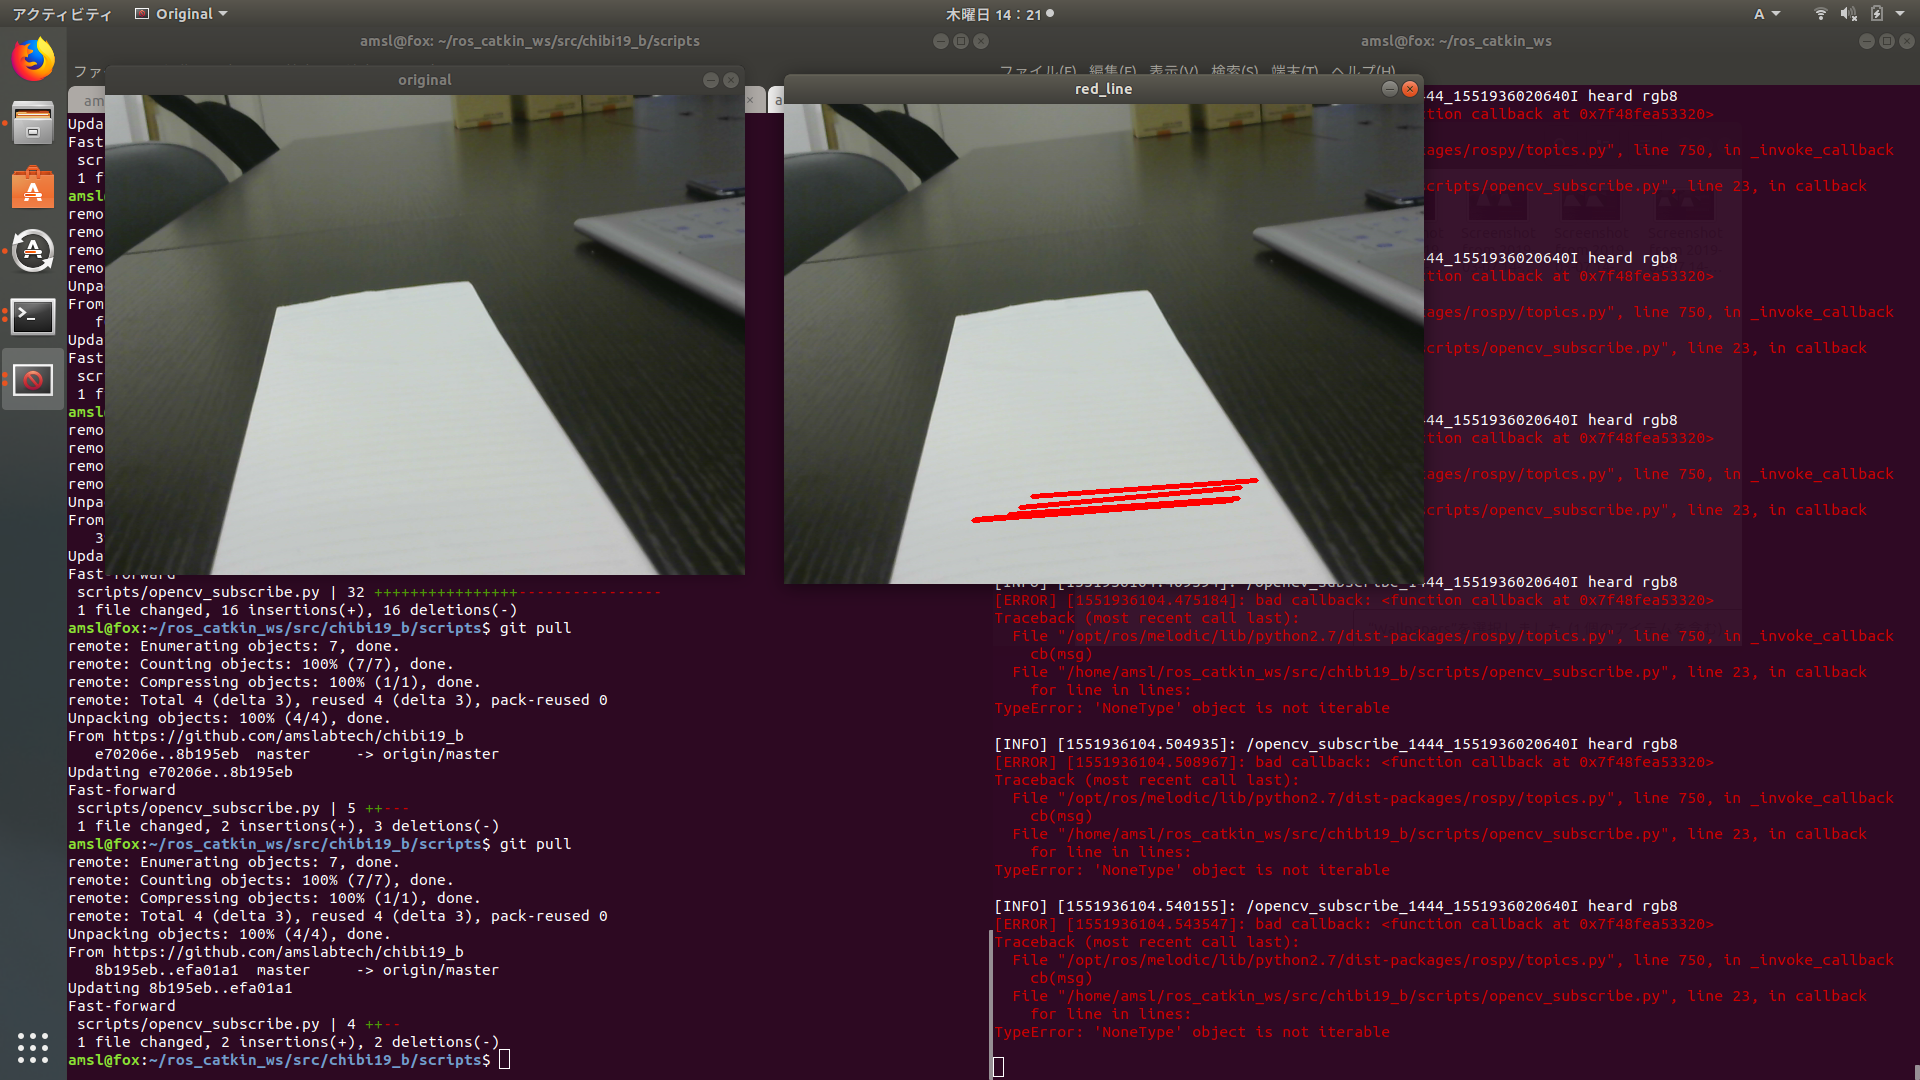 アクティビティ Original 木曜日 14：21 A
amsl@fox: ~/ros_catkin_ws/src/chibi19_b/scripts
amsl@fox: ~/ros_catkin_ws
ファイル(F) 編集(E) 表示(V) 検索(S) 端末(T) ヘルプ(H)
original
red_line
Upda
Fast
scr
1 f
amsl
remo
remo
remo
remo
Unpa
From
f
Upda
Fast
scr
1 f
amsl
remo
remo
remo
remo
Unpa
From
3
Upda
Fast-forward
scripts/opencv_subscribe.py | 32 ++++++++++++++++----------------
1 file changed, 16 insertions(+), 16 deletions(-)
amsl@fox:~/ros_catkin_ws/src/chibi19_b/scripts$ git pull
remote: Enumerating objects: 7, done.
remote: Counting objects: 100% (7/7), done.
remote: Compressing objects: 100% (1/1), done.
remote: Total 4 (delta 3), reused 4 (delta 3), pack-reused 0
Unpacking objects: 100% (4/4), done.
From https://github.com/amslabtech/chibi19_b
e70206e..8b195eb master -> origin/master
Updating e70206e..8b195eb
Fast-forward
scripts/opencv_subscribe.py | 5 ++---
1 file changed, 2 insertions(+), 3 deletions(-)
amsl@fox:~/ros_catkin_ws/src/chibi19_b/scripts$ git pull
remote: Enumerating objects: 7, done.
remote: Counting objects: 100% (7/7), done.
remote: Compressing objects: 100% (1/1), done.
remote: Total 4 (delta 3), reused 4 (delta 3), pack-reused 0
Unpacking objects: 100% (4/4), done.
From https://github.com/amslabtech/chibi19_b
8b195eb..efa01a1 master -> origin/master
Updating 8b195eb..efa01a1
Fast-forward
scripts/opencv_subscribe.py | 4 ++--
1 file changed, 2 insertions(+), 2 deletions(-)
amsl@fox:~/ros_catkin_ws/src/chibi19_b/scripts$
444_1551936020640I heard rgb8
ction callback at 0x7f48fea53320>
ages/rospy/topics.py", line 750, in _invoke_callback
scripts/opencv_subscribe.py", line 23, in callback
444_1551936020640I heard rgb8
ction callback at 0x7f48fea53320>
ages/rospy/topics.py", line 750, in _invoke_callback
scripts/opencv_subscribe.py", line 23, in callback
444_1551936020640I heard rgb8
ction callback at 0x7f48fea53320>
ages/rospy/topics.py", line 750, in _invoke_callback
scripts/opencv_subscribe.py", line 23, in callback
[INFO] [1551936104.469394]: /opencv_subscribe_1444_1551936020640I heard rgb8
[ERROR] [1551936104.475184]: bad callback: <function callback at 0x7f48fea53320>
Traceback (most recent call last):
File "/opt/ros/melodic/lib/python2.7/dist-packages/rospy/topics.py", line 750, in _invoke_callback
cb(msg)
File "/home/amsl/ros_catkin_ws/src/chibi19_b/scripts/opencv_subscribe.py", line 23, in callback
for line in lines:
TypeError: 'NoneType' object is not iterable
[INFO] [1551936104.504935]: /opencv_subscribe_1444_1551936020640I heard rgb8
[ERROR] [1551936104.508967]: bad callback: <function callback at 0x7f48fea53320>
Traceback (most recent call last):
File "/opt/ros/melodic/lib/python2.7/dist-packages/rospy/topics.py", line 750, in _invoke_callback
cb(msg)
File "/home/amsl/ros_catkin_ws/src/chibi19_b/scripts/opencv_subscribe.py", line 23, in callback
for line in lines:
TypeError: 'NoneType' object is not iterable
[INFO] [1551936104.540155]: /opencv_subscribe_1444_1551936020640I heard rgb8
[ERROR] [1551936104.543547]: bad callback: <function callback at 0x7f48fea53320>
Traceback (most recent call last):
File "/opt/ros/melodic/lib/python2.7/dist-packages/rospy/topics.py", line 750, in _invoke_callback
cb(msg)
File "/home/amsl/ros_catkin_ws/src/chibi19_b/scripts/opencv_subscribe.py", line 23, in callback
for line in lines:
TypeError: 'NoneType' object is not iterable